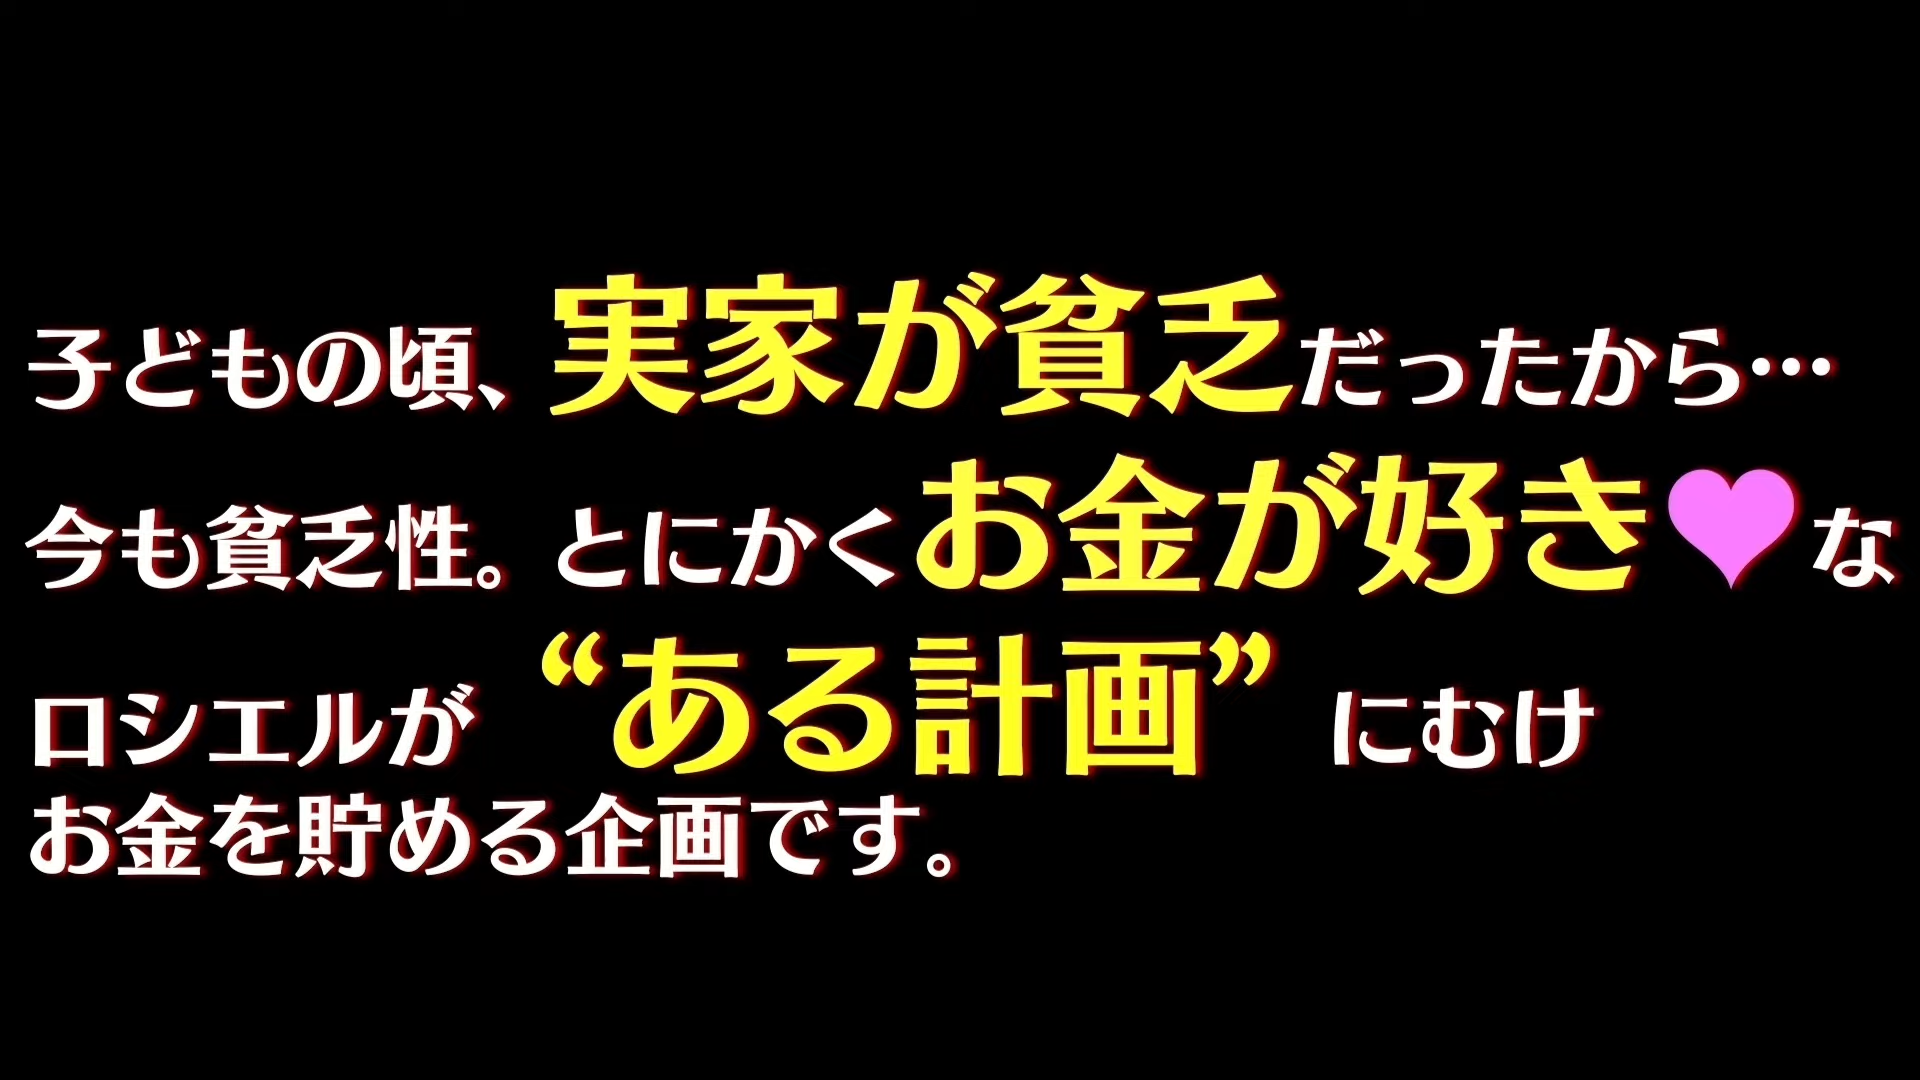 子どもの頃、実家が貧乏だったから…
今も貧乏性。とにかくお金が好き♥な
ロシエルが“ある計画”にむけ
お金を貯める企画です。